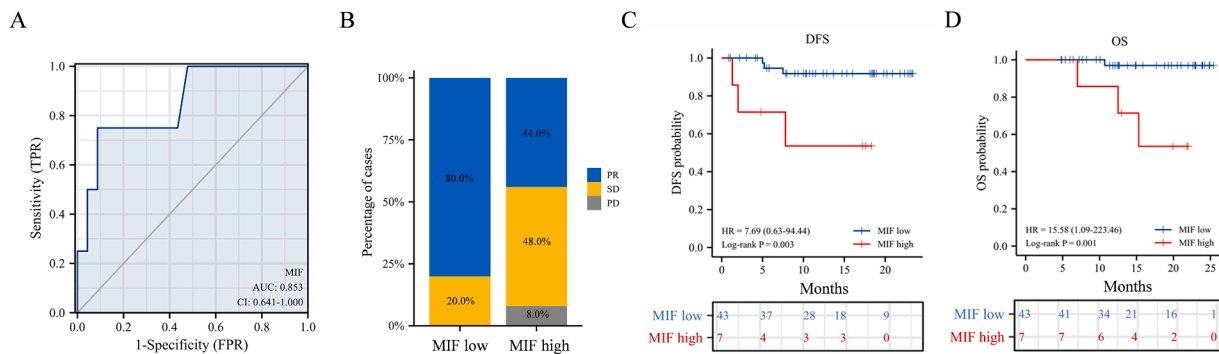 A
1.0
0.8
0.6
0.4
0.2
0.0
Sensitivity (TPR)
0.0 0.2 0.4 0.6 0.8 1.0
1-Specificity (FPR)
MIF
AUC: 0.853
CI: 0.641-1.000
B
100%
75%
50%
25%
0%
Percentage of cases
80.0%
20.0%
44.0%
48.0%
8.0%
MIF low MIF high
PR
SD
PD
C
DFS
1.0
0.8
0.6
0.4
0.2
0.0
DFS probability
HR = 7.69 (0.63-94.44)
Log-rank P = 0.003
MIF low
MIF high
0 5 10 15 20
Months
MIF low 43 37 28 18 9
MIF high 7 4 3 3 0
D
OS
1.0
0.8
0.6
0.4
0.2
0.0
OS probability
HR = 15.58 (1.09-223.46)
Log-rank P = 0.001
MIF low
MIF high
0 5 10 15 20 25
Months
MIF low 43 41 34 21 16 1
MIF high 7 7 6 4 2 0